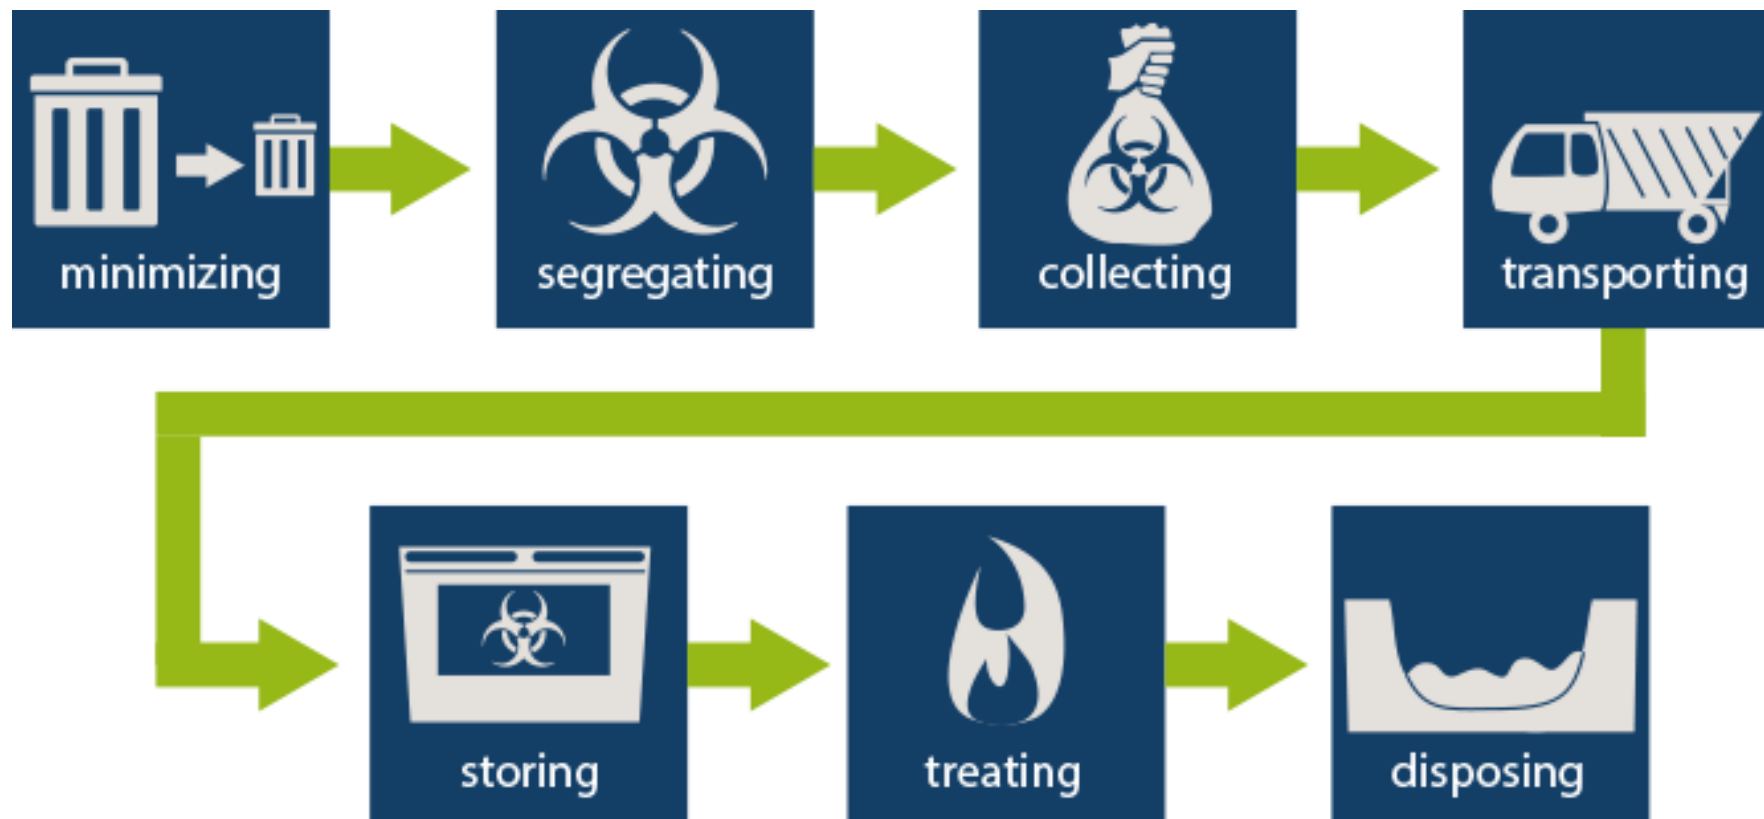 minimizing
segregating
collecting
transporting
storing
treating
disposing